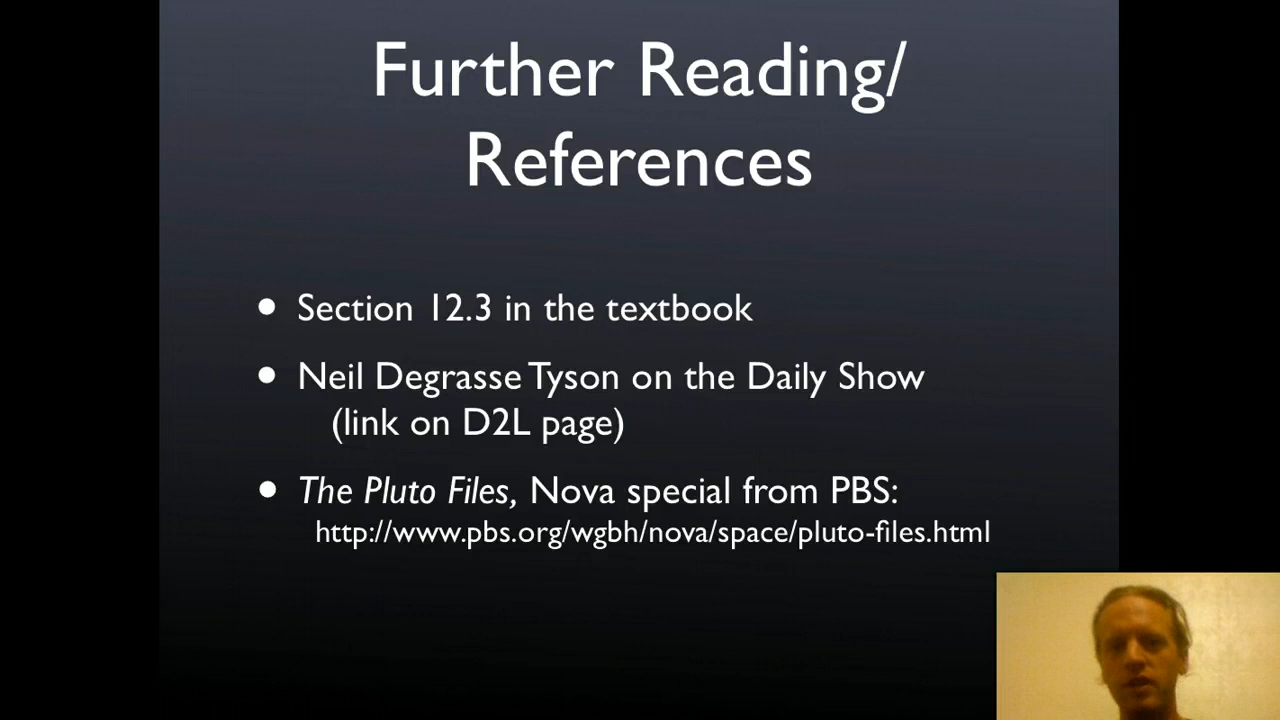 Further Reading/
References
• Section 12.3 in the textbook
• Neil Degrasse Tyson on the Daily Show
(link on D2L page)
• The Pluto Files, Nova special from PBS:
http://www.pbs.org/wgbh/nova/space/pluto-files.html